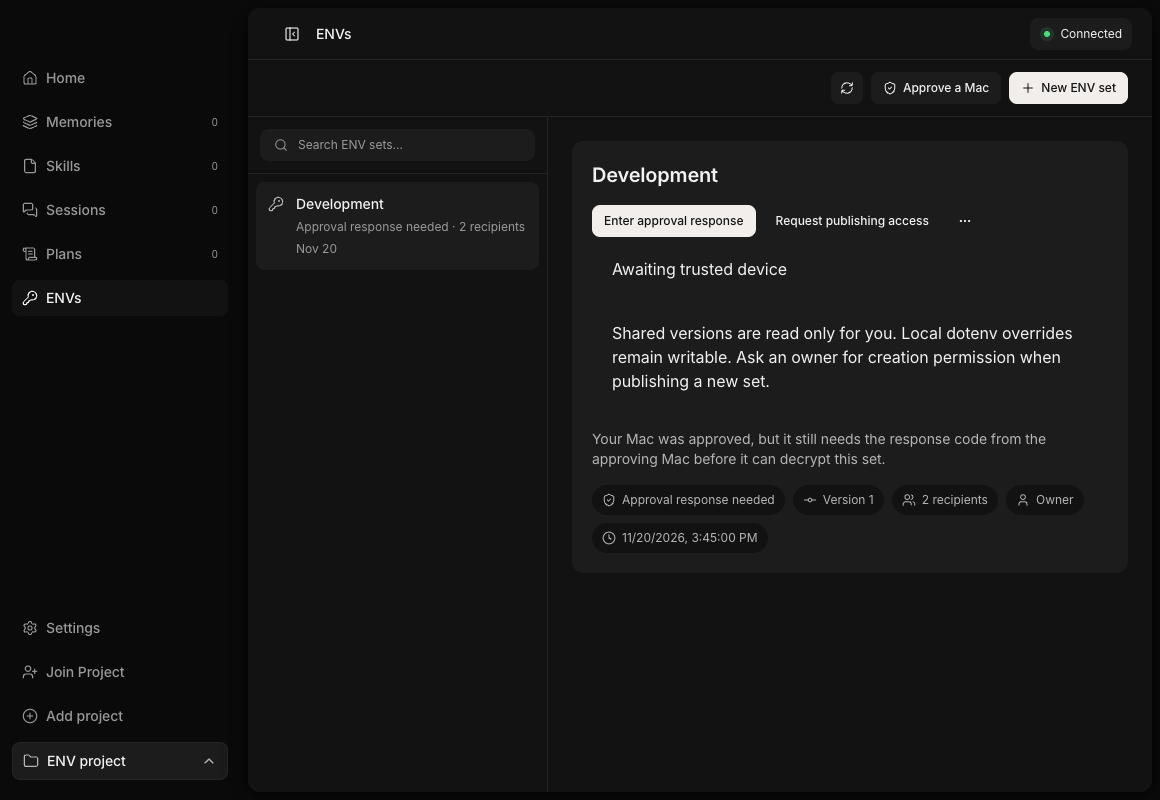 ENVs
Connected
Home
Memories 0
Skills 0
Sessions 0
Plans 0
ENVs
Settings
Join Project
Add project
ENV project
Approve a Mac
New ENV set
Search ENV sets...
Development
Approval response needed · 2 recipients
Nov 20
Development
Enter approval response
Request publishing access
Awaiting trusted device
Shared versions are read only for you. Local dotenv overrides
remain writable. Ask an owner for creation permission when
publishing a new set.
Your Mac was approved, but it still needs the response code from the
approving Mac before it can decrypt this set.
Approval response needed
Version 1
2 recipients
Owner
11/20/2026, 3:45:00 PM